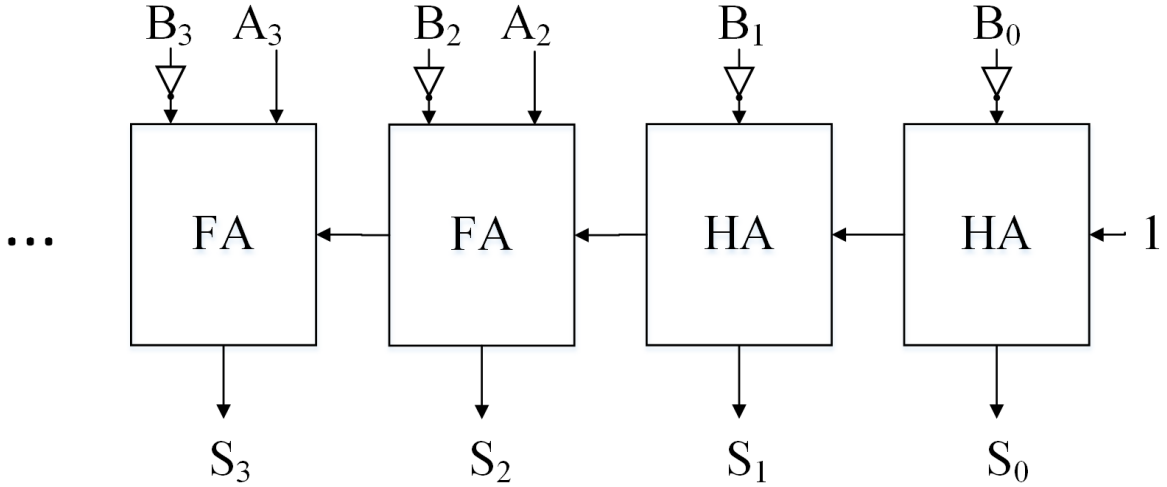 B₃ A₃ B₂ A₂ B₁ B₀
... FA FA HA HA 1
S₃ S₂ S₁ S₀